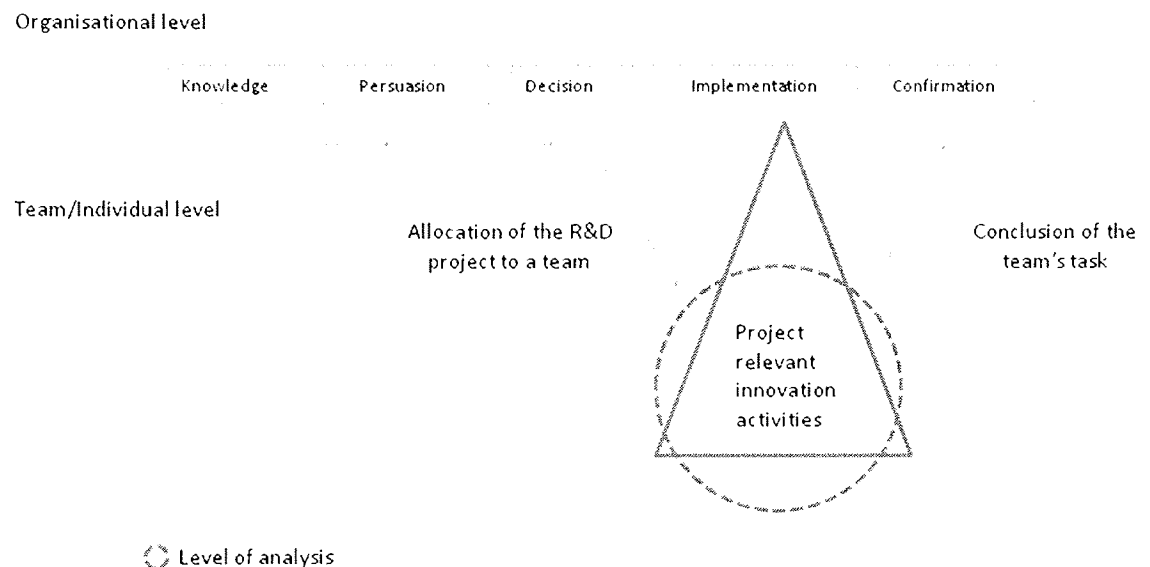 Organisational level
Knowledge Persuasion Decision Implementation Confirmation
Team/Individual level
Allocation of the R&D
project to a team
Conclusion of the
team's task
Project
relevant
innovation
activities
Level of analysis